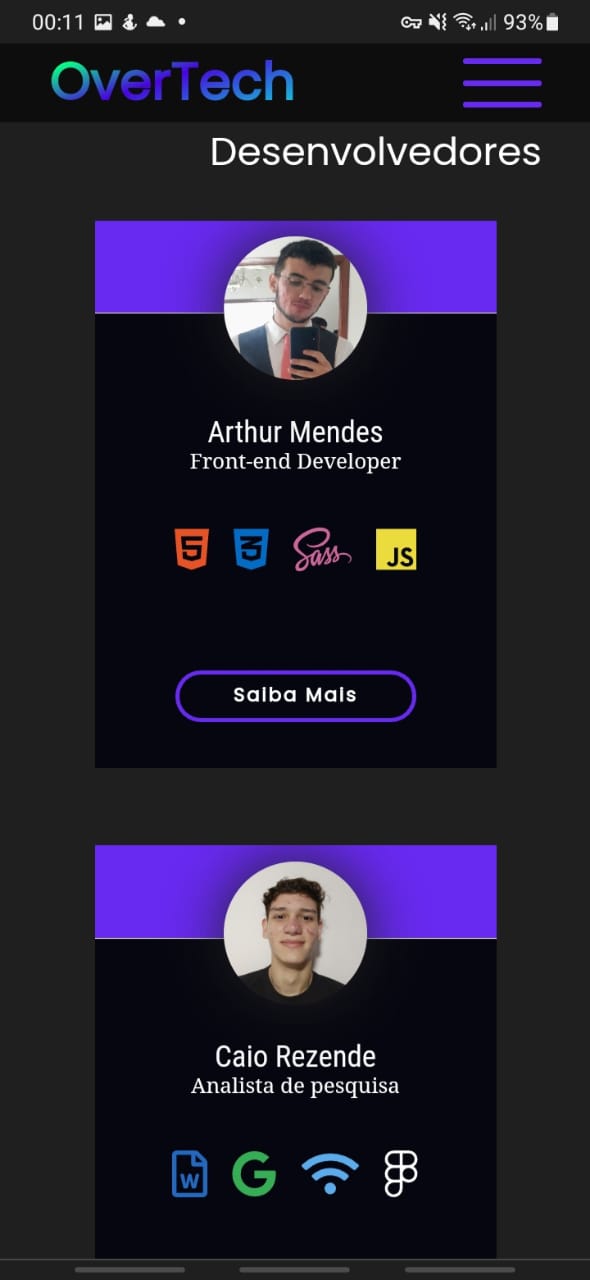 00:11
93%
OverTech
Desenvolvedores
Arthur Mendes
Front-end Developer
5
3
Sass
JS
Saiba Mais
Caio Rezende
Analista de pesquisa
W
G